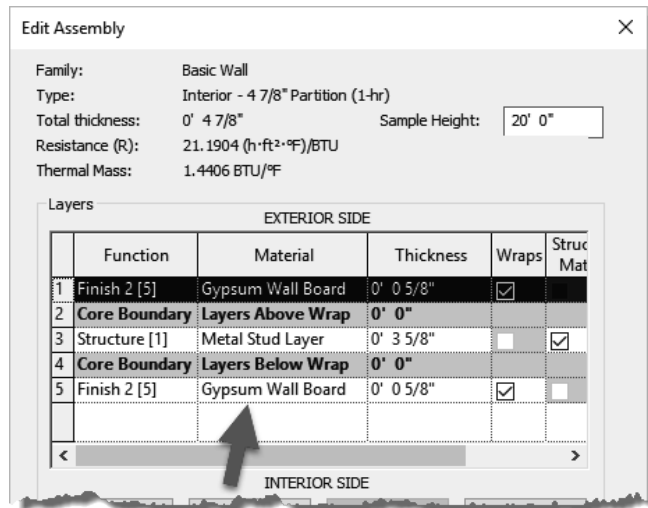 Edit Assembly
Family: Basic Wall
Type: Interior - 4 7/8" Partition (1-hr)
Total thickness: 0' 4 7/8" Sample Height: 20' 0"
Resistance (R): 21.1904 (h·ft²·°F)/BTU
Thermal Mass: 1.4406 BTU/°F
Layers
EXTERIOR SIDE
Function Material Thickness Wraps Struc Mat
1 Finish 2 [5] Gypsum Wall Board 0' 0 5/8"
2 Core Boundary Layers Above Wrap 0' 0"
3 Structure [1] Metal Stud Layer 0' 3 5/8"
4 Core Boundary Layers Below Wrap 0' 0"
5 Finish 2 [5] Gypsum Wall Board 0' 0 5/8"
INTERIOR SIDE